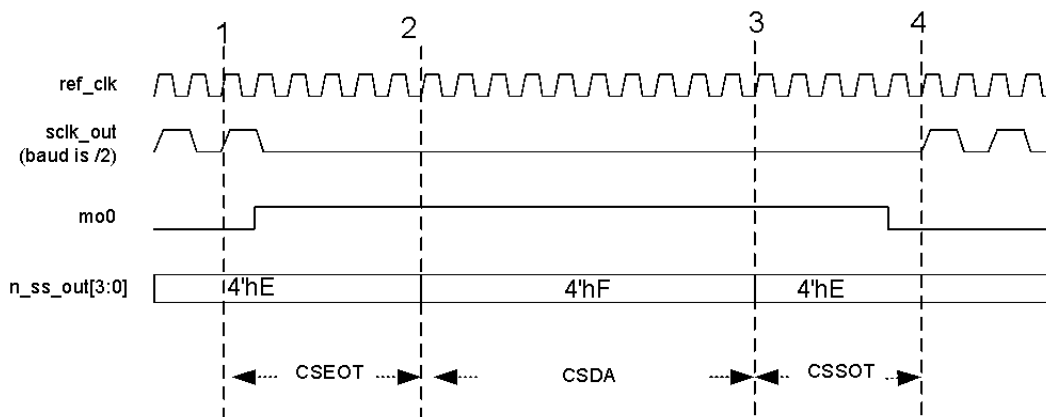 1 2 3 4
ref_clk
sclk_out
(baud is /2)
mo0
n_ss_out[3:0] 4'hE 4'hF 4'hE
CSEOT CSDA CSSOT